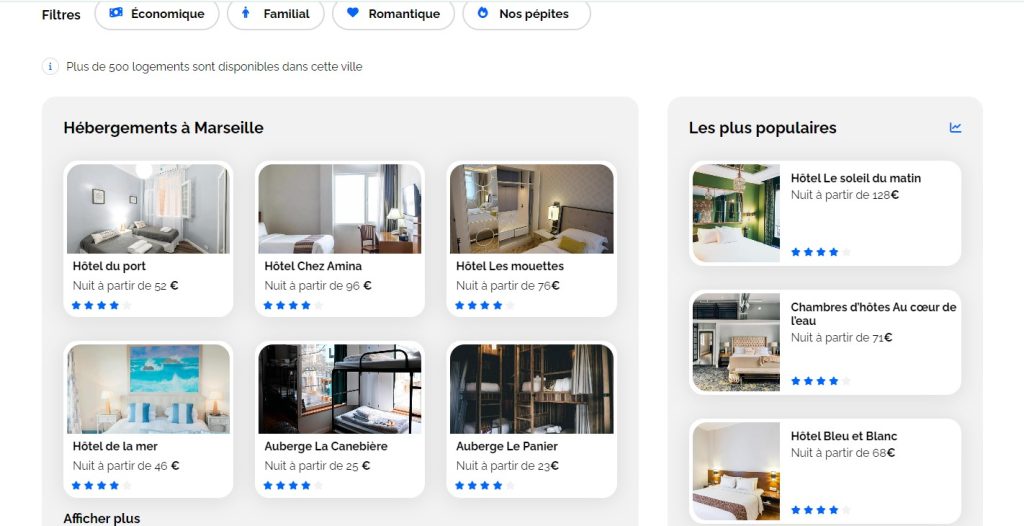 Filtres
Économique
Familial
Romantique
Nos pépites
Plus de 500 logements sont disponibles dans cette ville
Hébergements à Marseille
Hôtel du port
Nuit à partir de 52 €
Hôtel Chez Amina
Nuit à partir de 96 €
Hôtel Les mouettes
Nuit à partir de 76€
Hôtel de la mer
Nuit à partir de 46 €
Auberge La Canebière
Nuit à partir de 25 €
Auberge Le Panier
Nuit à partir de 23€
Afficher plus
Les plus populaires
Hôtel Le soleil du matin
Nuit à partir de 128€
Chambres d'hôtes Au cœur de
l'eau
Nuit à partir de 71€
Hôtel Bleu et Blanc
Nuit à partir de 68€